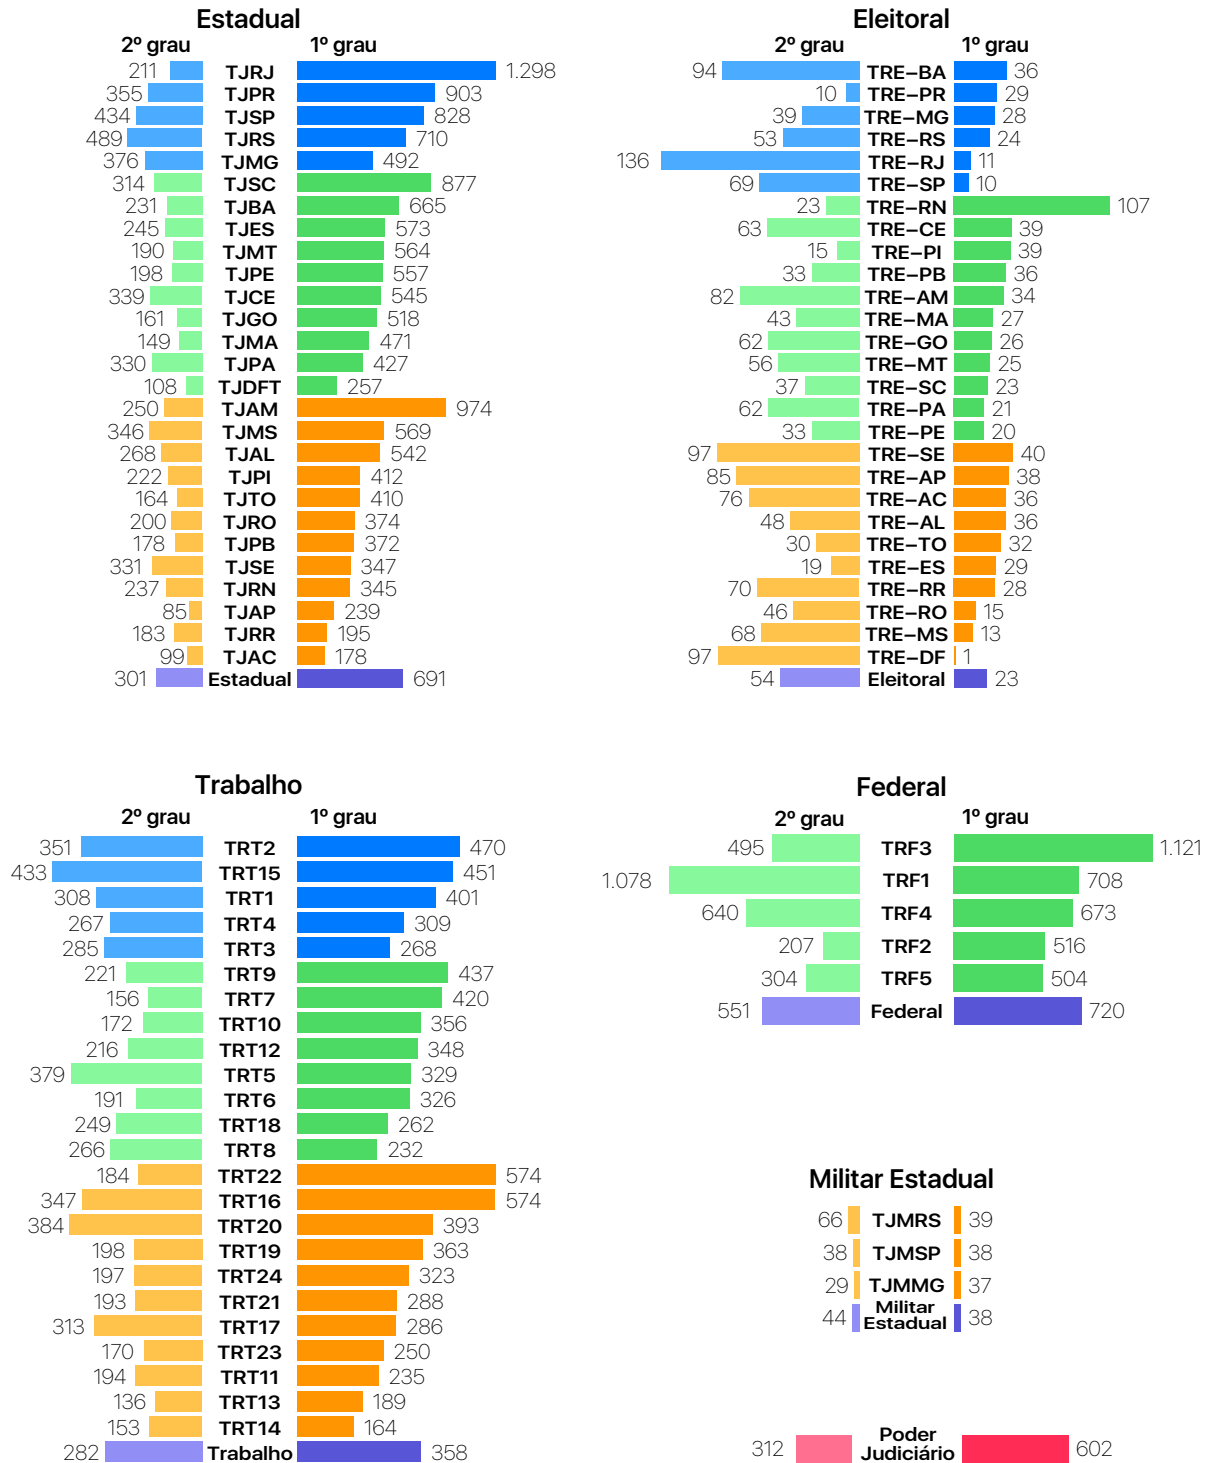 Estadual
2º grau 1º grau
211 TJRJ 1.298
355 TJPR 903
434 TJSP 828
489 TJRS 710
376 TJMG 492
314 TJSC 877
231 TJBA 665
245 TJES 573
190 TJMT 564
198 TJPE 557
339 TJCE 545
161 TJGO 518
149 TJMA 471
330 TJPA 427
108 TJDFT 257
250 TJAM 974
346 TJMS 569
268 TJAL 542
222 TJPI 412
164 TJTO 410
200 TJRO 374
178 TJPB 372
331 TJSE 347
237 TJRN 345
85 TJAP 239
183 TJRR 195
99 TJAC 178
301 Estadual 691
Eleitoral
2º grau 1º grau
94 TRE-BA 36
10 TRE-PR 29
39 TRE-MG 28
53 TRE-RS 24
136 TRE-RJ 11
69 TRE-SP 10
23 TRE-RN 107
63 TRE-CE 39
15 TRE-PI 39
33 TRE-PB 36
82 TRE-AM 34
43 TRE-MA 27
62 TRE-GO 26
56 TRE-MT 25
37 TRE-SC 23
62 TRE-PA 21
33 TRE-PE 20
97 TRE-SE 40
85 TRE-AP 38
76 TRE-AC 36
48 TRE-AL 36
30 TRE-TO 32
19 TRE-ES 29
70 TRE-RR 28
46 TRE-RO 15
68 TRE-MS 13
97 TRE-DF 1
54 Eleitoral 23
Trabalho
2º grau 1º grau
351 TRT2 470
433 TRT15 451
308 TRT1 401
267 TRT4 309
285 TRT3 268
221 TRT9 437
156 TRT7 420
172 TRT10 356
216 TRT12 348
379 TRT5 329
191 TRT6 326
249 TRT18 262
266 TRT8 232
184 TRT22 574
347 TRT16 574
384 TRT20 393
198 TRT19 363
197 TRT24 323
193 TRT21 288
313 TRT17 286
170 TRT23 250
194 TRT11 235
136 TRT13 189
153 TRT14 164
282 Trabalho 358
Federal
2º grau 1º grau
495 TRF3 1.121
1.078 TRF1 708
640 TRF4 673
207 TRF2 516
304 TRF5 504
551 Federal 720
Militar Estadual
66 TJMRS 39
38 TJMSP 38
29 TJMMG 37
44 Militar 38
Estadual
312 Poder 602
Judiciário